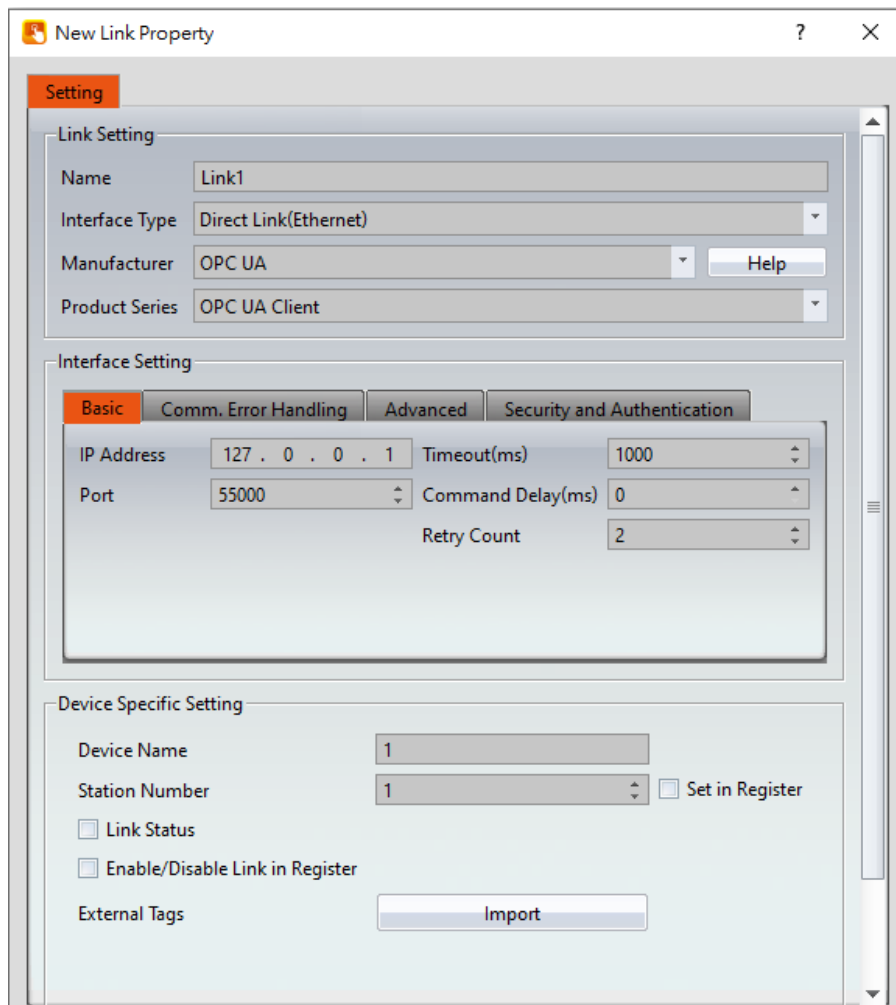 New Link Property ?
Setting
Link Setting
Name Link1
Interface Type Direct Link(Ethernet)
Manufacturer OPC UA Help
Product Series OPC UA Client
Interface Setting
Basic Comm. Error Handling Advanced Security and Authentication
IP Address 127 . 0 . 0 . 1 Timeout(ms) 1000
Port 55000 Command Delay(ms) 0
Retry Count 2
Device Specific Setting
Device Name 1
Station Number 1 Set in Register
Link Status
Enable/Disable Link in Register
External Tags Import